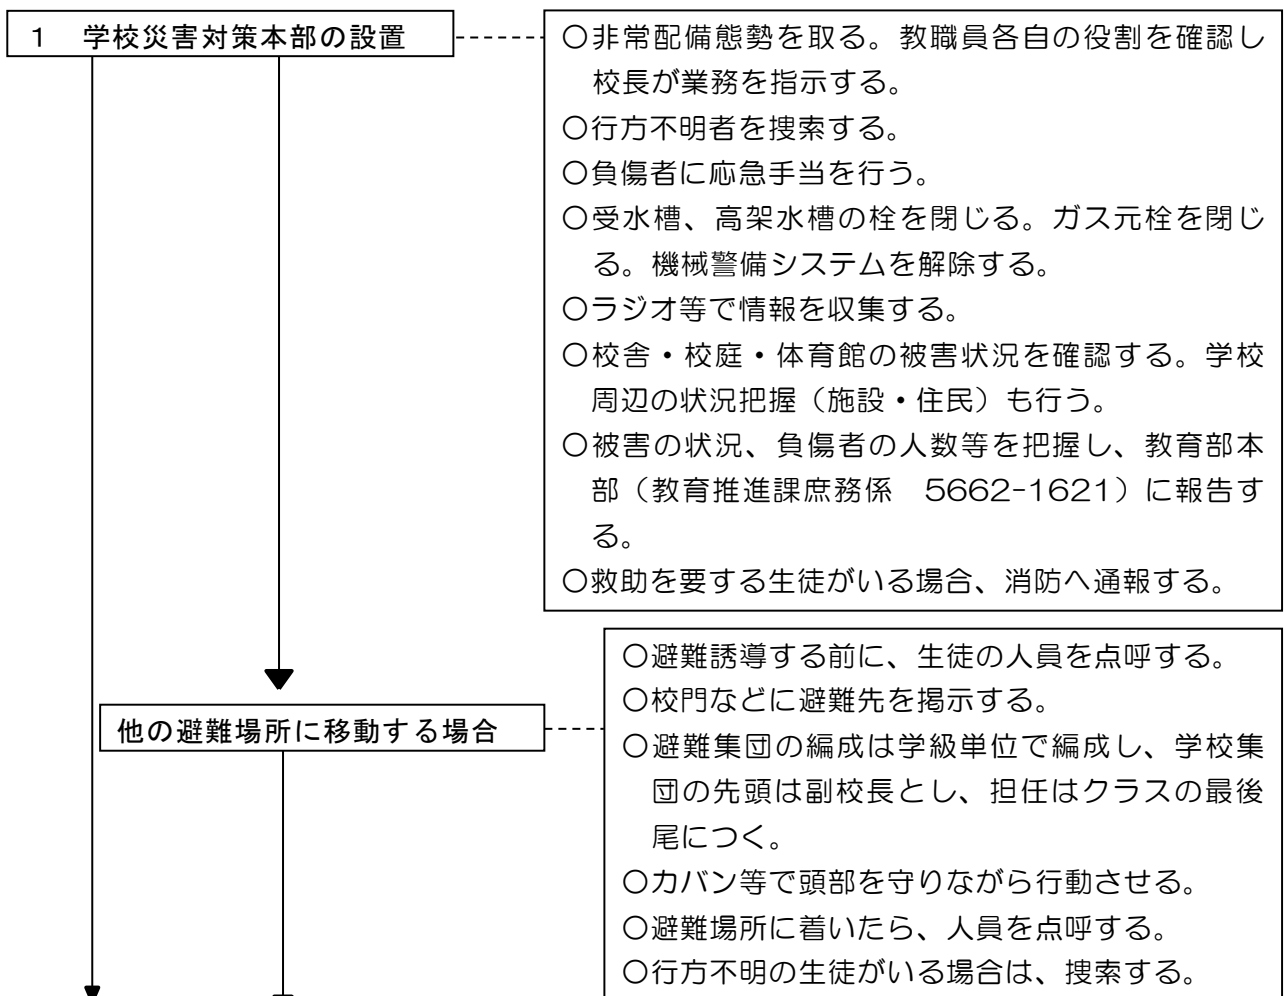 1 学校災害対策本部の設置
〇非常配備態勢を取る。教職員各自の役割を確認し
校長が業務を指示する。
〇行方不明者を捜索する。
〇負傷者に応急手当を行う。
〇受水槽、高架水槽の栓を閉じる。ガス元栓を閉じ
る。機械警備システムを解除する。
〇ラジオ等で情報を収集する。
〇校舎・校庭・体育館の被害状況を確認する。学校
周辺の状況把握（施設・住民）も行う。
〇被害の状況、負傷者の人数等を把握し、教育部本
部（教育推進課庶務係 5662-1621）に報告す
る。
〇救助を要する生徒がいる場合、消防へ通報する。
他の避難場所に移動する場合
〇避難誘導する前に、生徒の人員を点呼する。
〇校門などに避難先を掲示する。
〇避難集団の編成は学級単位で編成し、学校集
団の先頭は副校長とし、担任はクラスの最後
尾につく。
〇カバン等で頭部を守りながら行動させる。
〇避難場所に着いたら、人員を点呼する。
〇行方不明の生徒がいる場合は、捜索する。